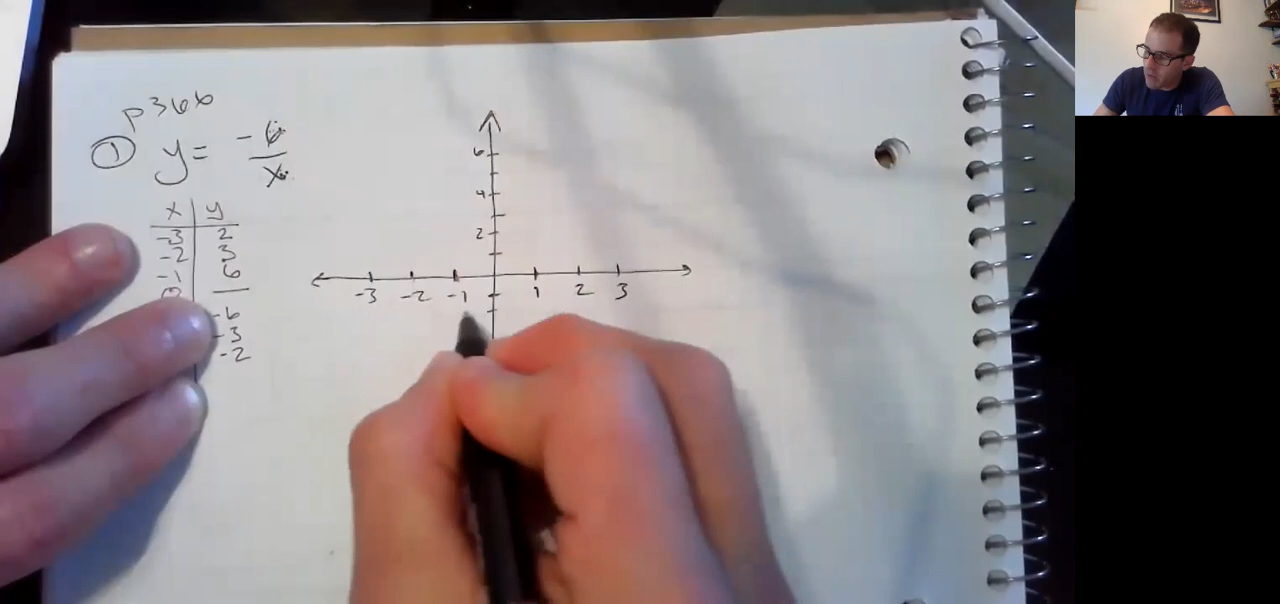 p366
① y = -6/x
x | y
-3 | 2
-2 | 3
-1 | 6
0 | —
-6
-3
-2
6
4
2
-3 -2 -1 1 2 3